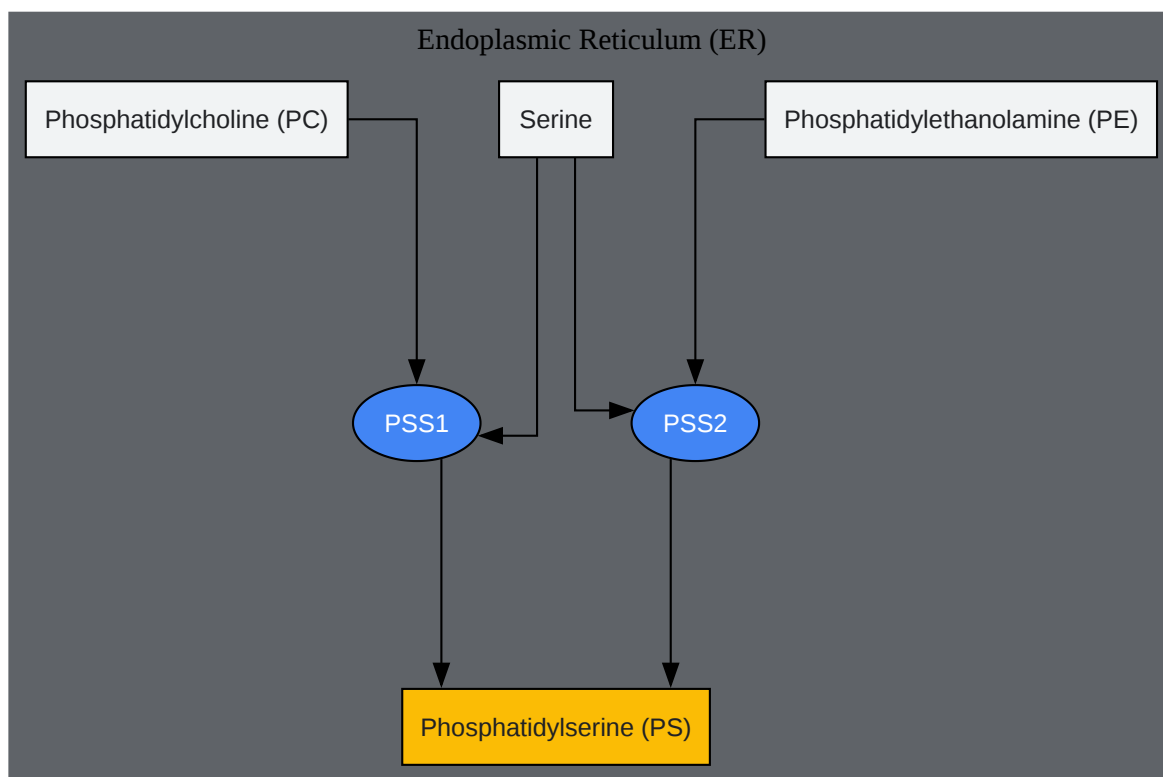 Endoplasmic Reticulum (ER)
Phosphatidylcholine (PC)
Serine
Phosphatidylethanolamine (PE)
PSS1
PSS2
Phosphatidylserine (PS)